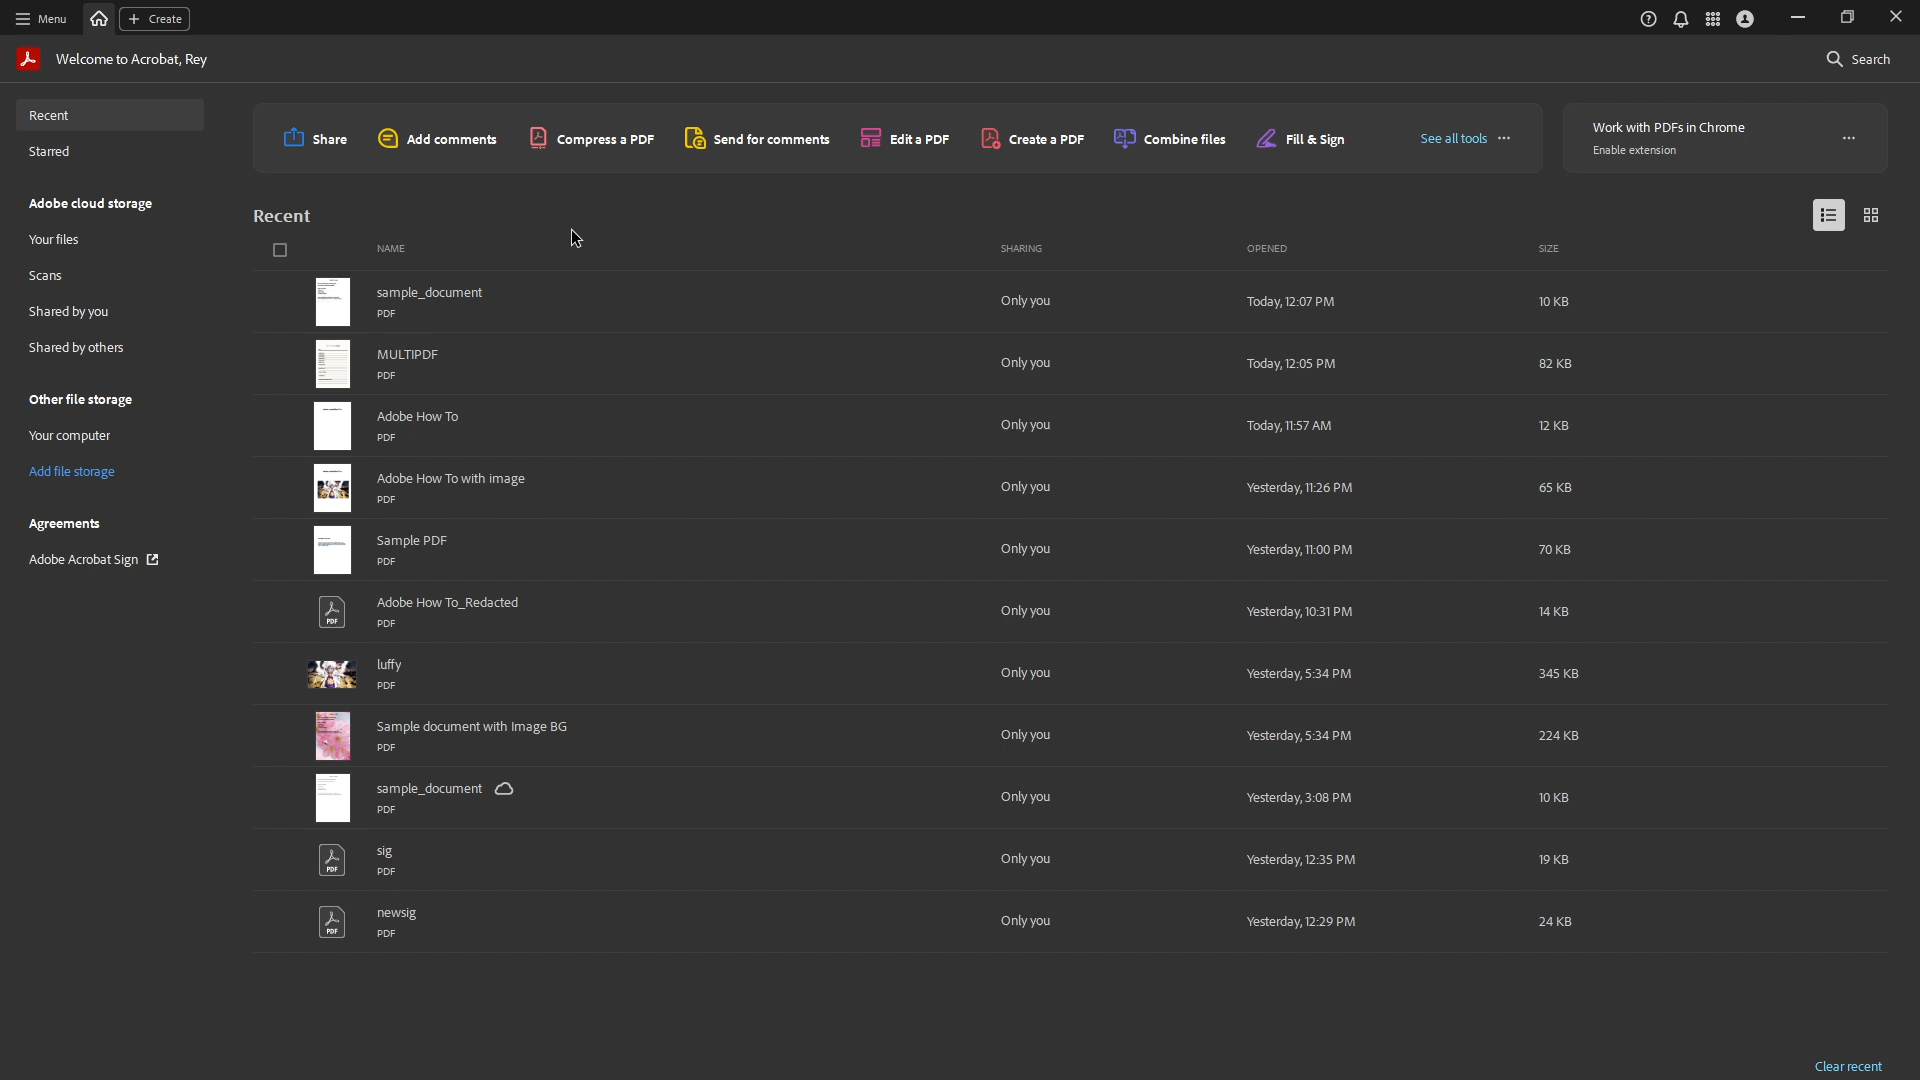 Menu
Create
Welcome to Acrobat, Rey
Search
Recent
Starred
Adobe cloud storage
Your files
Scans
Shared by you
Shared by others
Other file storage
Your computer
Add file storage
Agreements
Adobe Acrobat Sign
Share
Add comments
Compress a PDF
Send for comments
Edit a PDF
Create a PDF
Combine files
Fill & Sign
See all tools
Work with PDFs in Chrome
Enable extension
Recent
NAME SHARING OPENED SIZE
sample_document Only you Today, 12:07 PM 10 KB
PDF
MULTIPDF Only you Today, 12:05 PM 82 KB
PDF
Adobe How To Only you Today, 11:57 AM 12 KB
PDF
Adobe How To with image Only you Yesterday, 11:26 PM 65 KB
PDF
Sample PDF Only you Yesterday, 11:00 PM 70 KB
PDF
PDF Adobe How To_Redacted Only you Yesterday, 10:31 PM 14 KB
PDF
luffy Only you Yesterday, 5:34 PM 345 KB
PDF
Sample document with Image BG Only you Yesterday, 5:34 PM 224 KB
PDF
sample_document Only you Yesterday, 3:08 PM 10 KB
PDF
PDF sig Only you Yesterday, 12:35 PM 19 KB
PDF
PDF newsig Only you Yesterday, 12:29 PM 24 KB
PDF
Clear recent